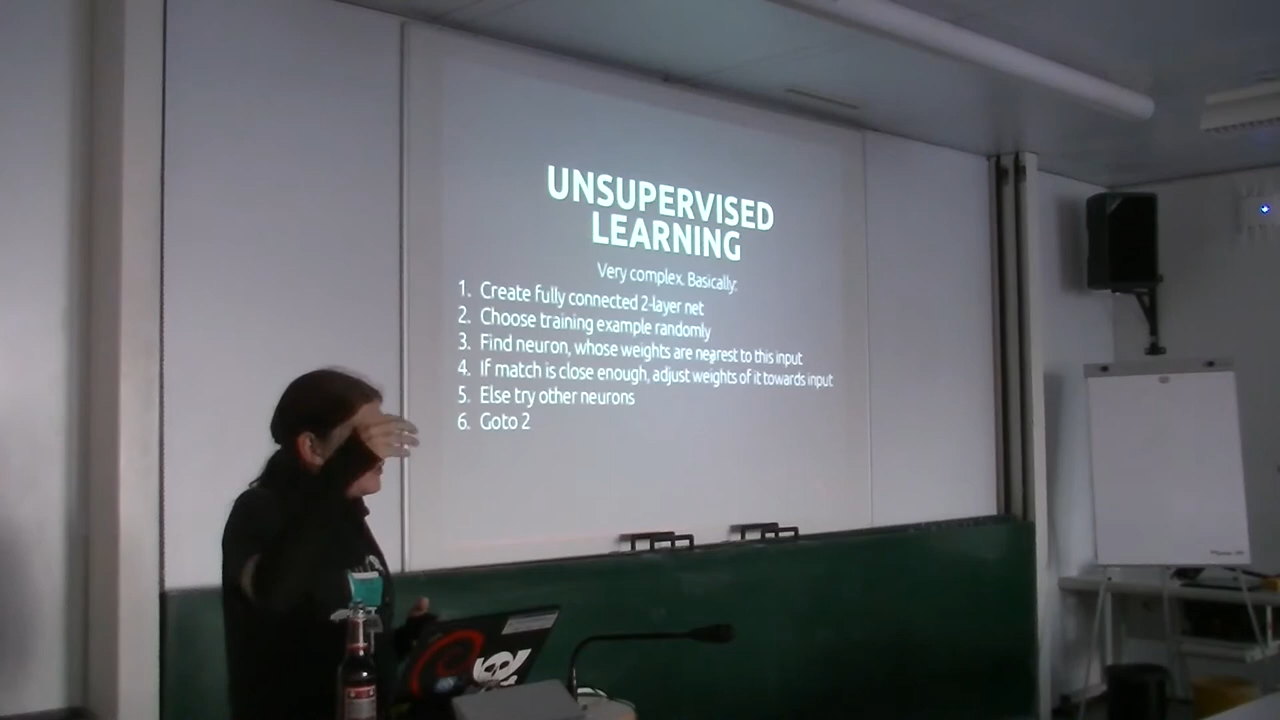 UNSUPERVISED
LEARNING
Very complex. Basically:
1. Create fully connected 2-layer net
2. Choose training example randomly
3. Find neuron, whose weights are nearest to this input
4. If match is close enough, adjust weights of it towards input
5. Else try other neurons
6. Goto 2